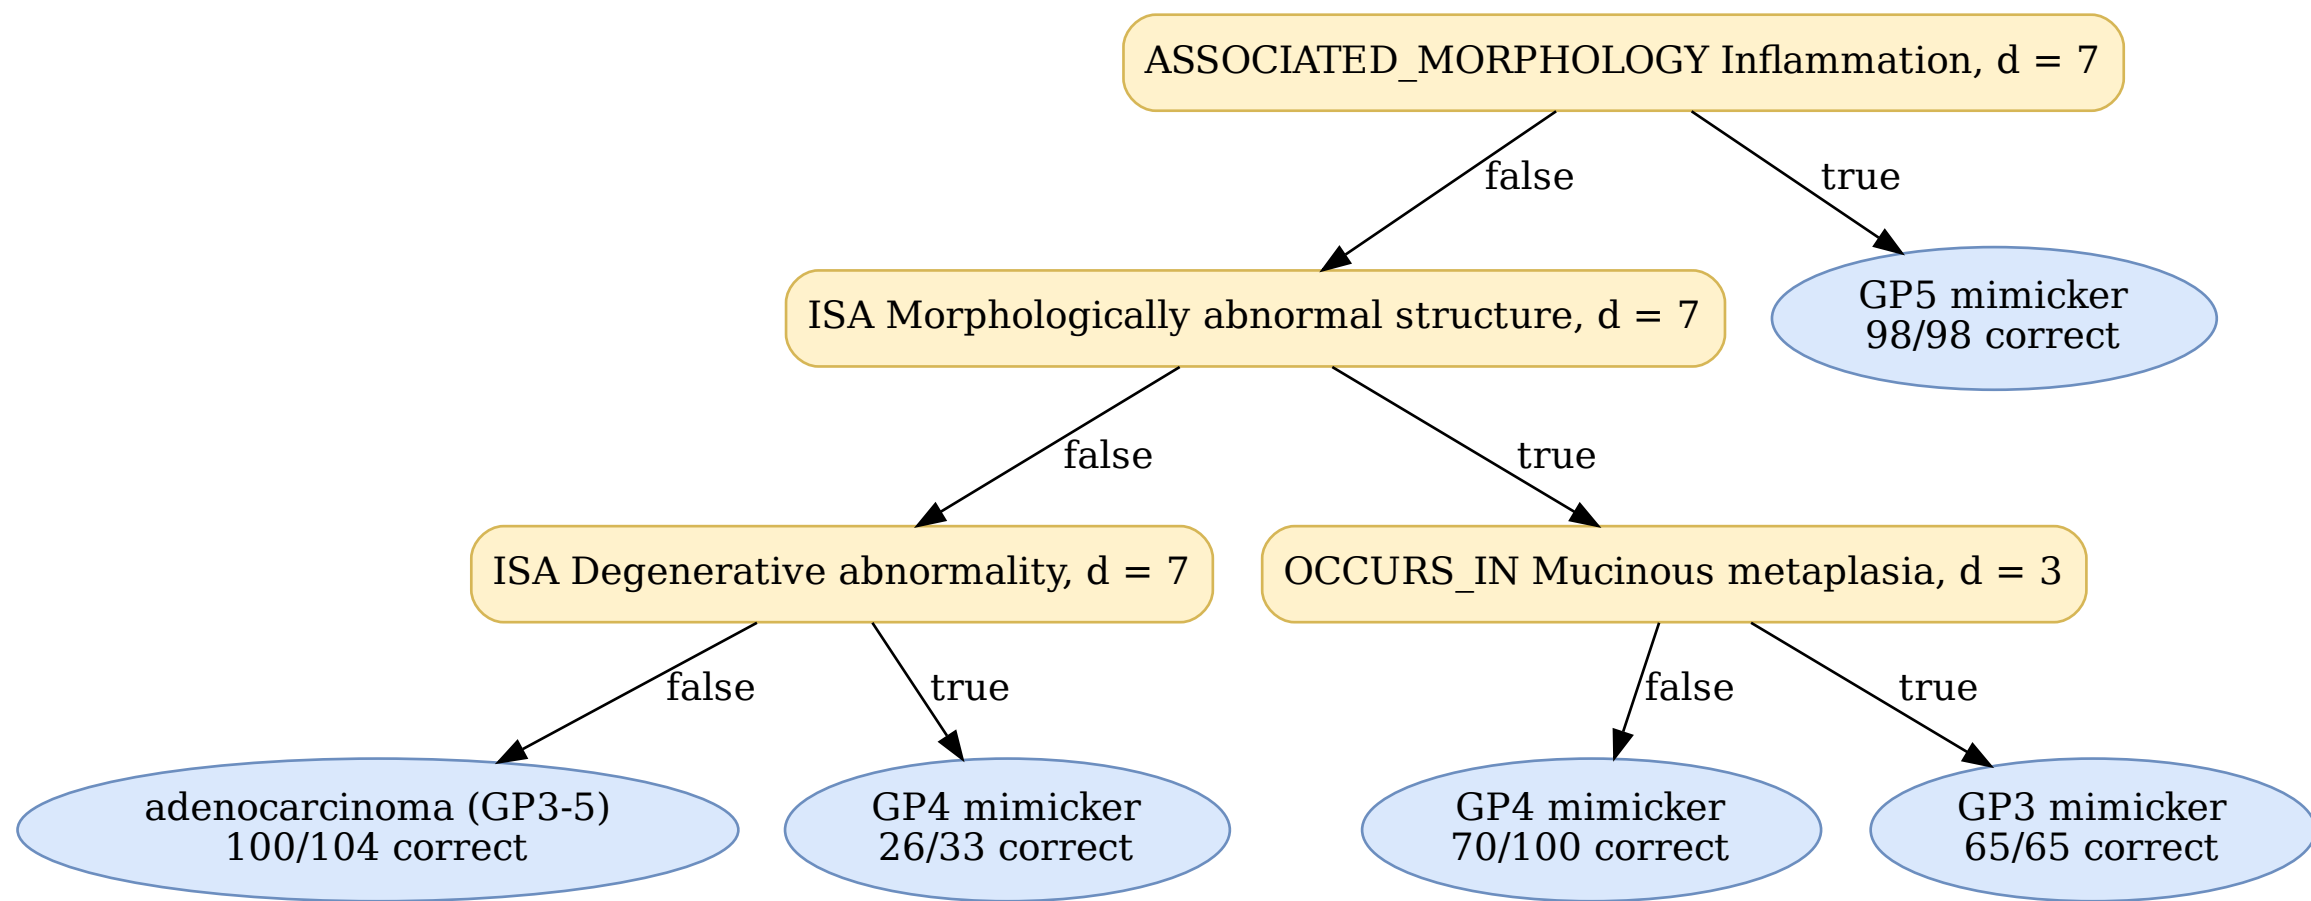 ASSOCIATED_MORPHOLOGY Inflammation, d = 7
false
true
ISA Morphologically abnormal structure, d = 7
GP5 mimicker
98/98 correct
false
true
ISA Degenerative abnormality, d = 7
OCCURS_IN Mucinous metaplasia, d = 3
false
true
false
true
adenocarcinoma (GP3-5)
100/104 correct
GP4 mimicker
26/33 correct
GP4 mimicker
70/100 correct
GP3 mimicker
65/65 correct